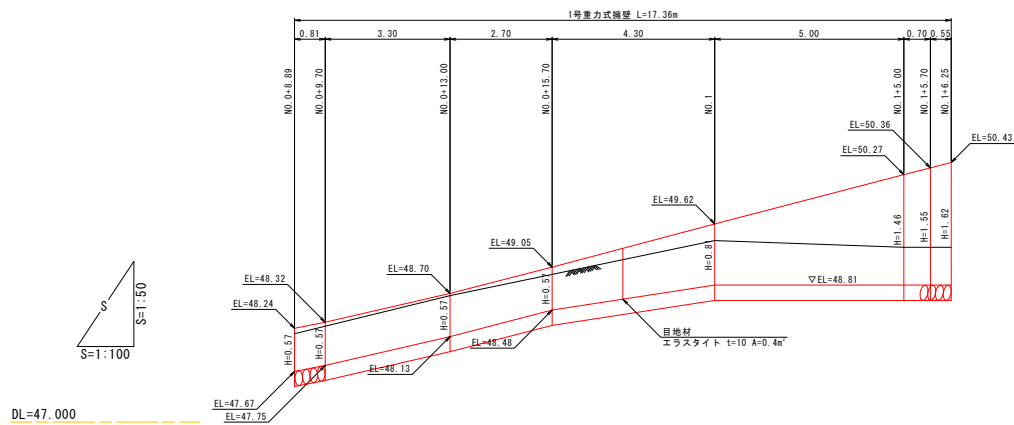 1号重力式擁壁 L=17.36m
0.81
3.30
2.70
4.30
5.00
0.70
0.55
NO.0+8.89
NO.0+9.70
NO.0+13.00
NO.0+15.70
NO.1
NO.1+5.00
NO.1+5.70
NO.1+6.25
EL=50.36
EL=50.43
EL=50.27
EL=49.62
EL=49.05
EL=48.70
EL=48.32
EL=48.24
H=0.57
H=0.57
H=0.57
H=0.57
H=0.81
H=1.46
H=1.55
H=1.62
▽EL=48.81
S
S=1:50
S=1:100
目地材
エラスタイト t=10 A=0.4㎡
EL=48.48
EL=48.13
EL=47.67
EL=47.75
DL=47.000